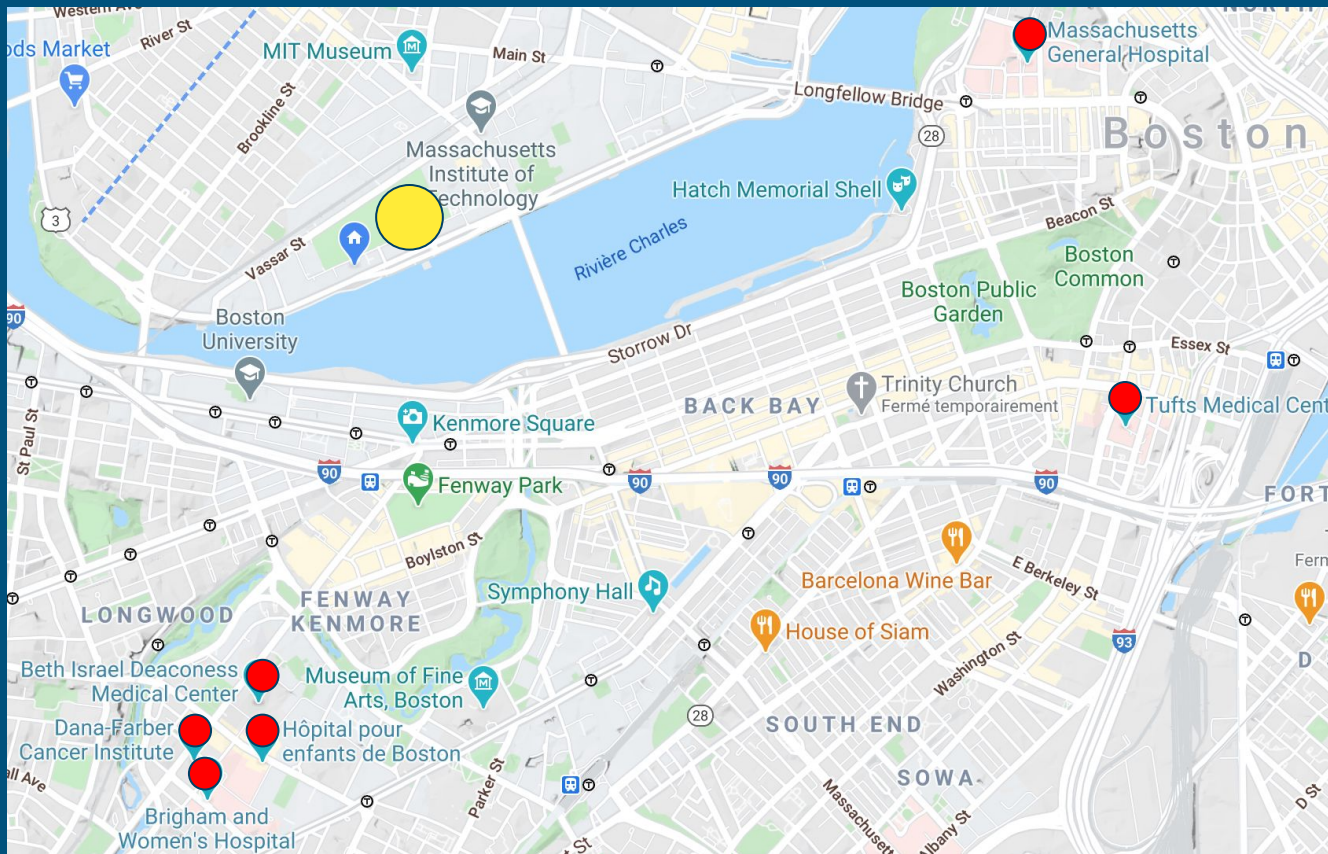 Western Ave
River St
ods Market
MIT Museum
Main St
Massachusetts
General Hospital
NORTH
Brookline St
Longfellow Bridge
28
Boston
Massachusetts
Institute of
Technology
Hatch Memorial Shell
3
Vassar St
Rivière Charles
Beacon St
Boston
Common
Boston Public
Garden
90
Boston
University
Storrow Dr
Essex St
Trinity Church
Fermé temporairement
BACK BAY
Tufts Medical Cent
St Paul St
Kenmore Square
90
Fenway Park
90
90
90
FORT
Boylston St
Symphony Hall
Barcelona Wine Bar
E Berkeley St
Ferm
LONGWOOD
FENWAY
KENMORE
House of Siam
93
D
Beth Israel Deaconess
Medical Center
Museum of Fine
Arts, Boston
Washington St
Dana-Farber
Cancer Institute
Hôpital pour
enfants de Boston
28
SOUTH END
SOWA
all Ave
Parker St
Brigham and
Women's Hospital
Massachusetts
Albany St
D St
St